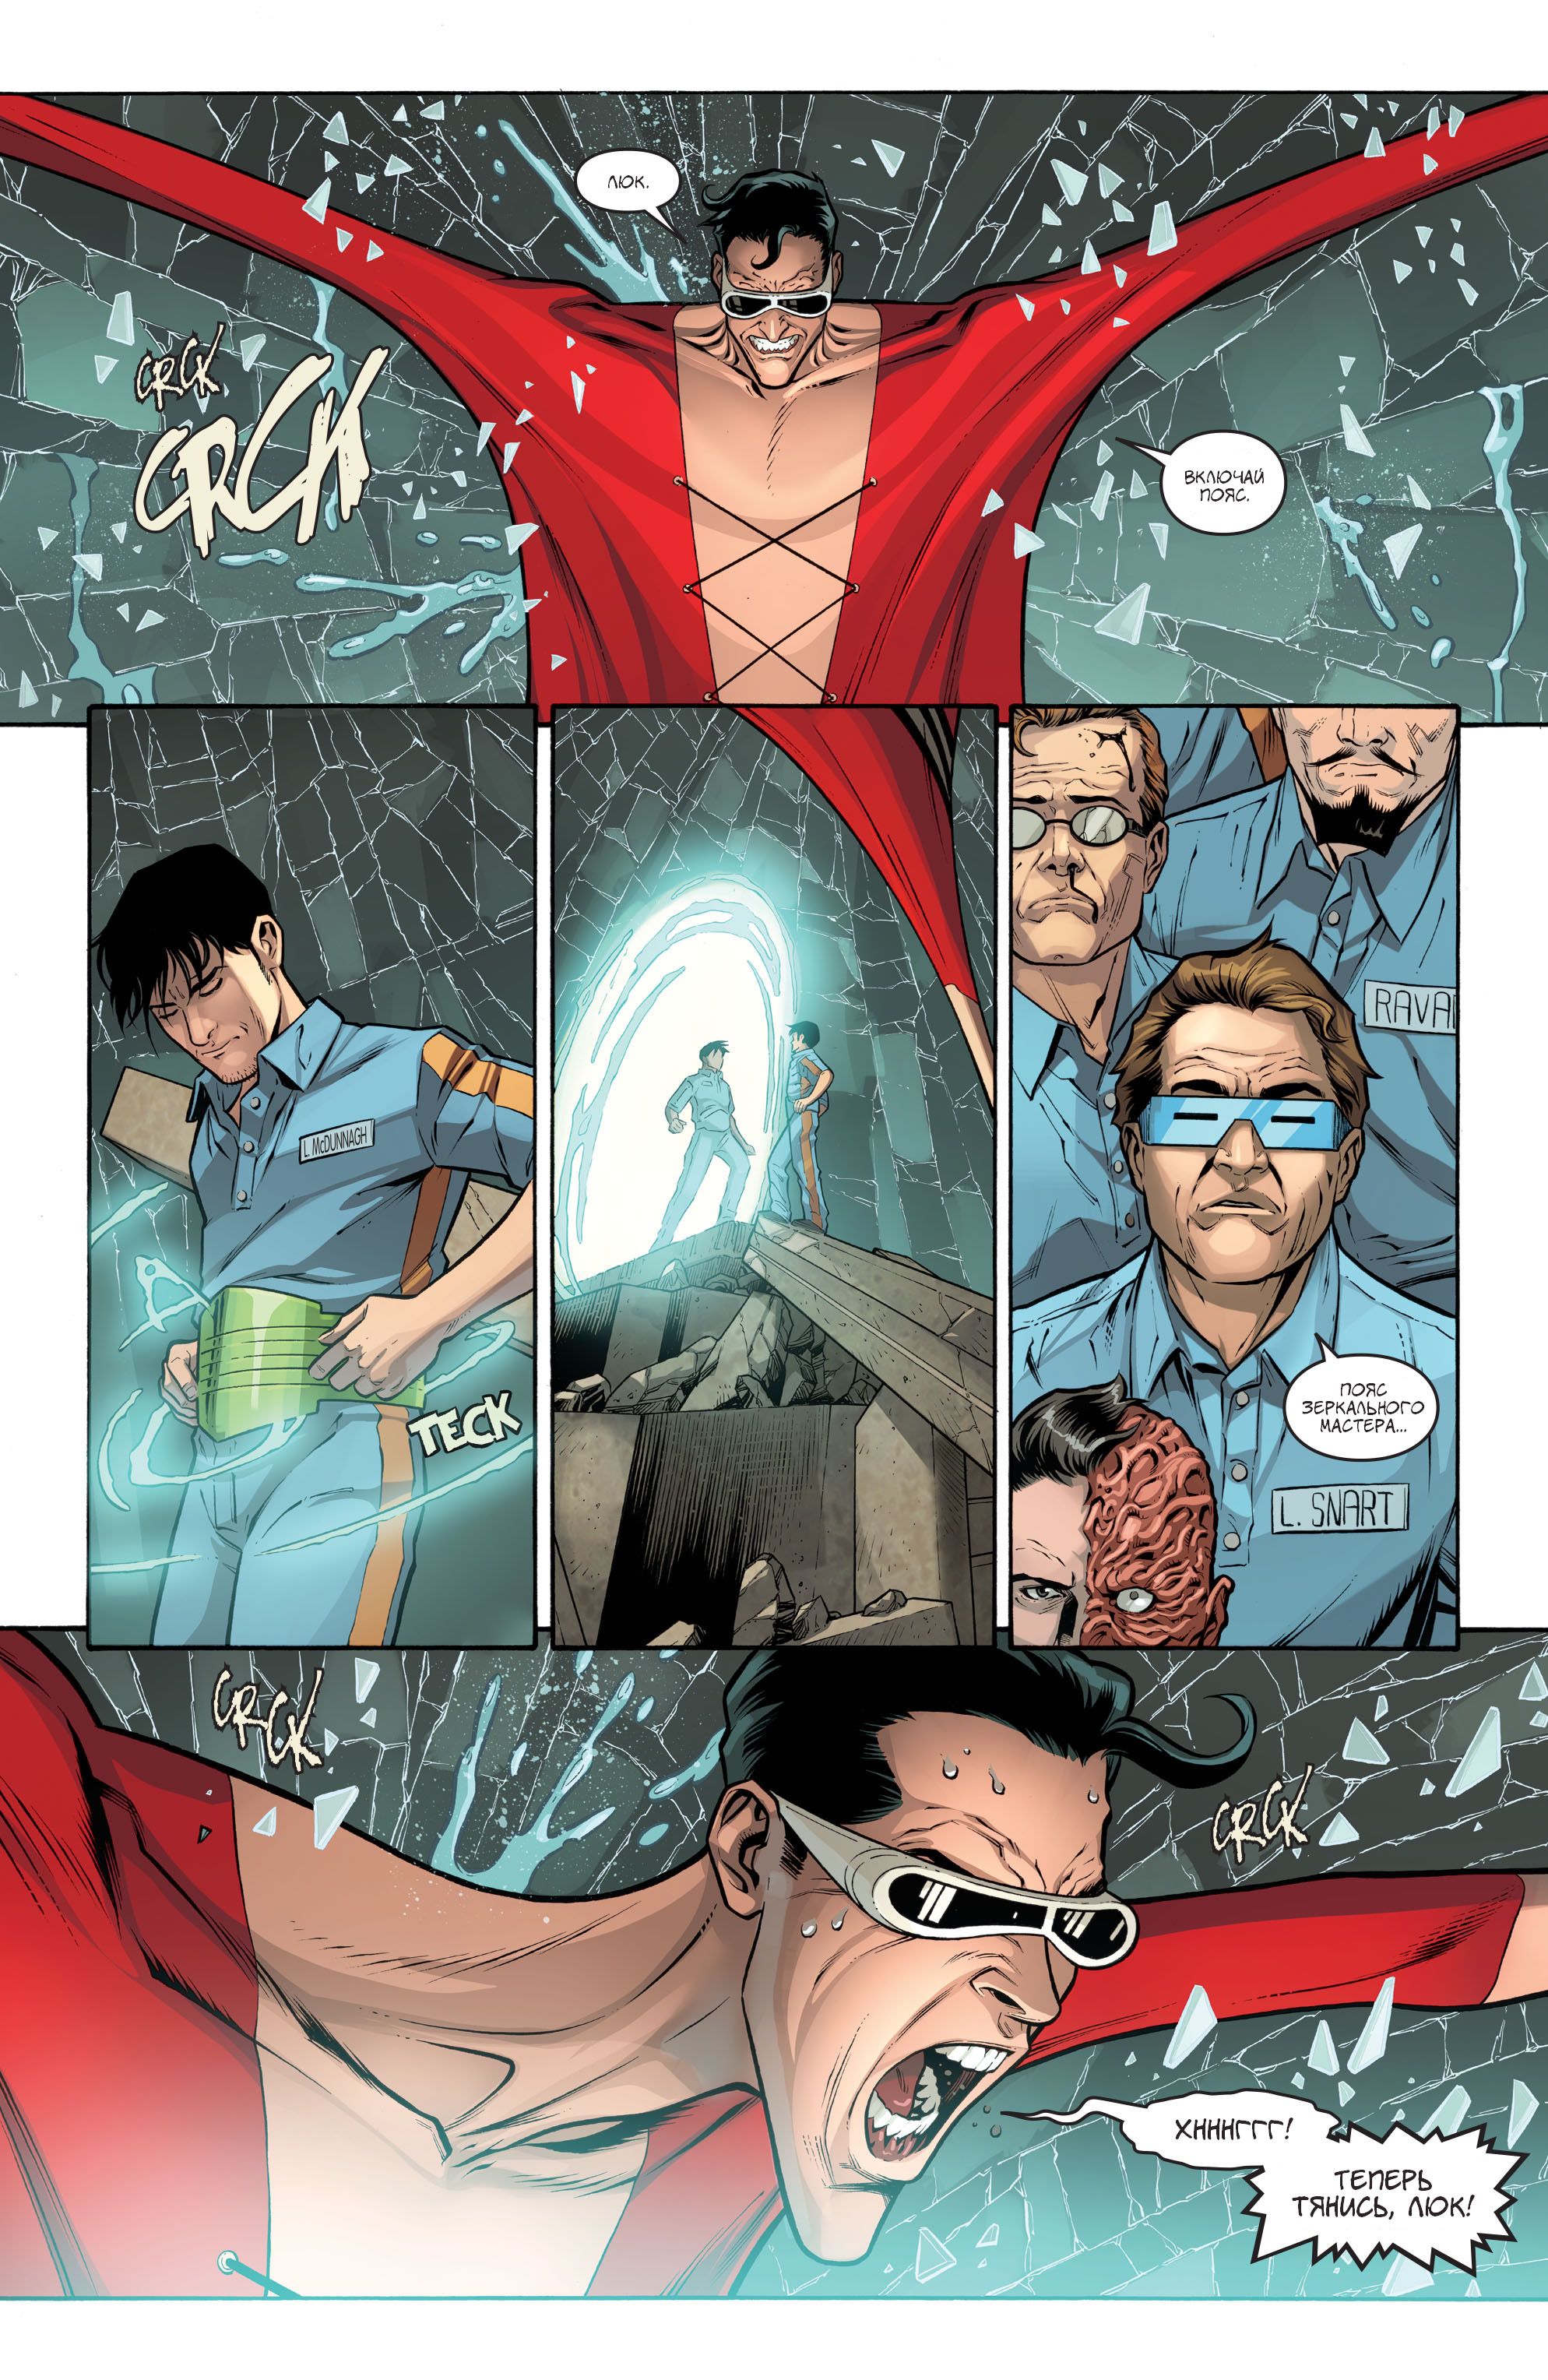 ЛЮК.
CRCK
CRCK
ВКЛЮЧАЙ
ПОЯС.
L. McDUNNAGH
TECK
RAVA
ПОЯС
ЗЕРКАЛЬНОГО
МАСТЕРА...
L. SNART
CRCK
CRCK
ХНННГГГ!
ТЕПЕРЬ
ТЯНИСЬ, ЛЮК!